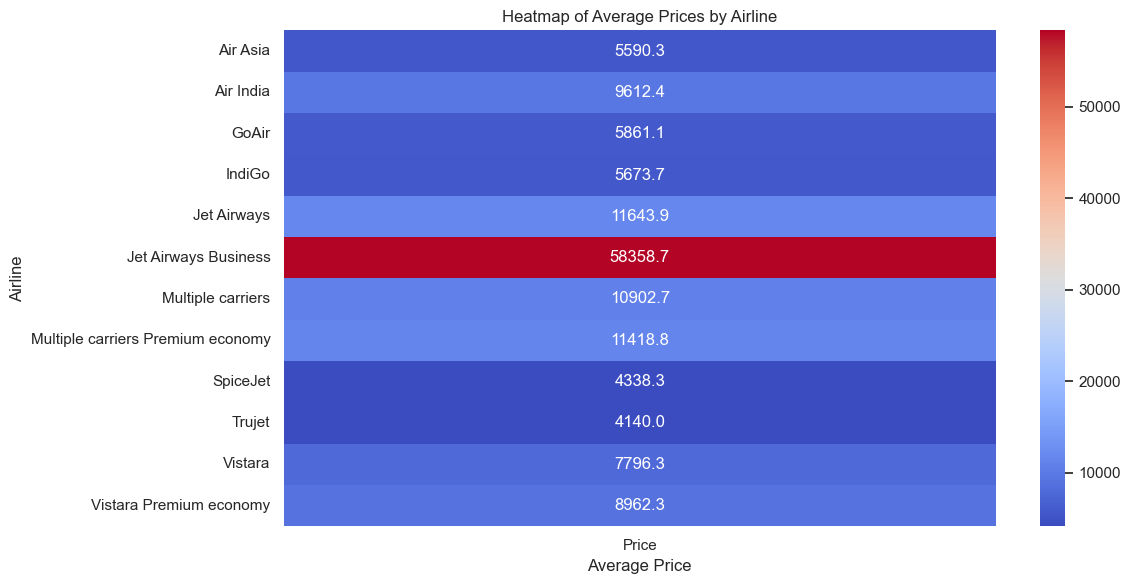 Heatmap of Average Prices by Airline
Airline
Air Asia 5590.3
Air India 9612.4
GoAir 5861.1
IndiGo 5673.7
Jet Airways 11643.9
Jet Airways Business 58358.7
Multiple carriers 10902.7
Multiple carriers Premium economy 11418.8
SpiceJet 4338.3
Trujet 4140.0
Vistara 7796.3
Vistara Premium economy 8962.3
Price
Average Price
50000
40000
30000
20000
10000